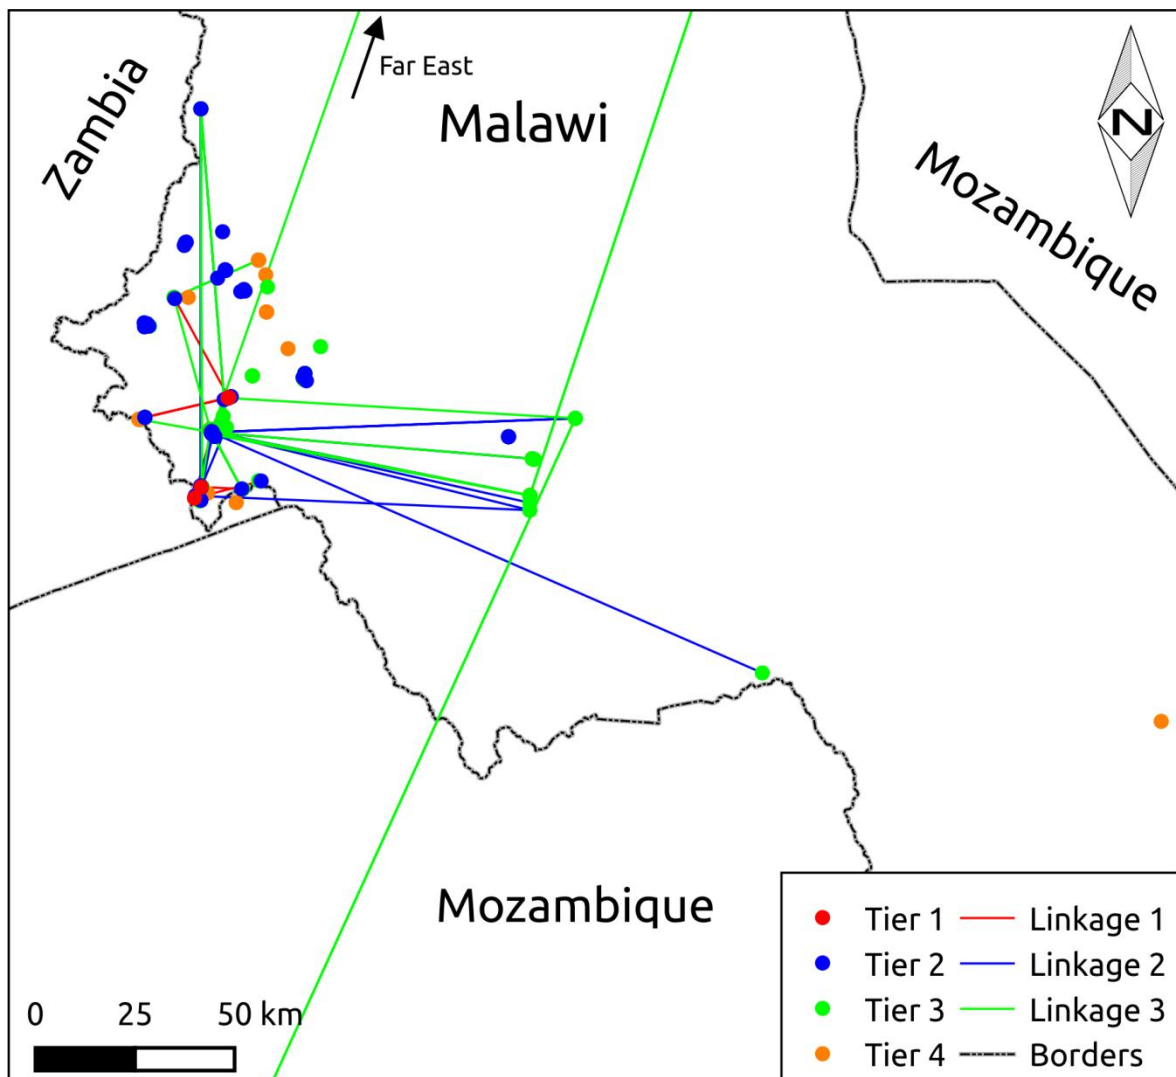 Far East
Zambia
Malawi
Mozambique
N
Mozambique
Tier 1 Linkage 1
Tier 2 Linkage 2
Tier 3 Linkage 3
Tier 4 Borders
0 25 50 km